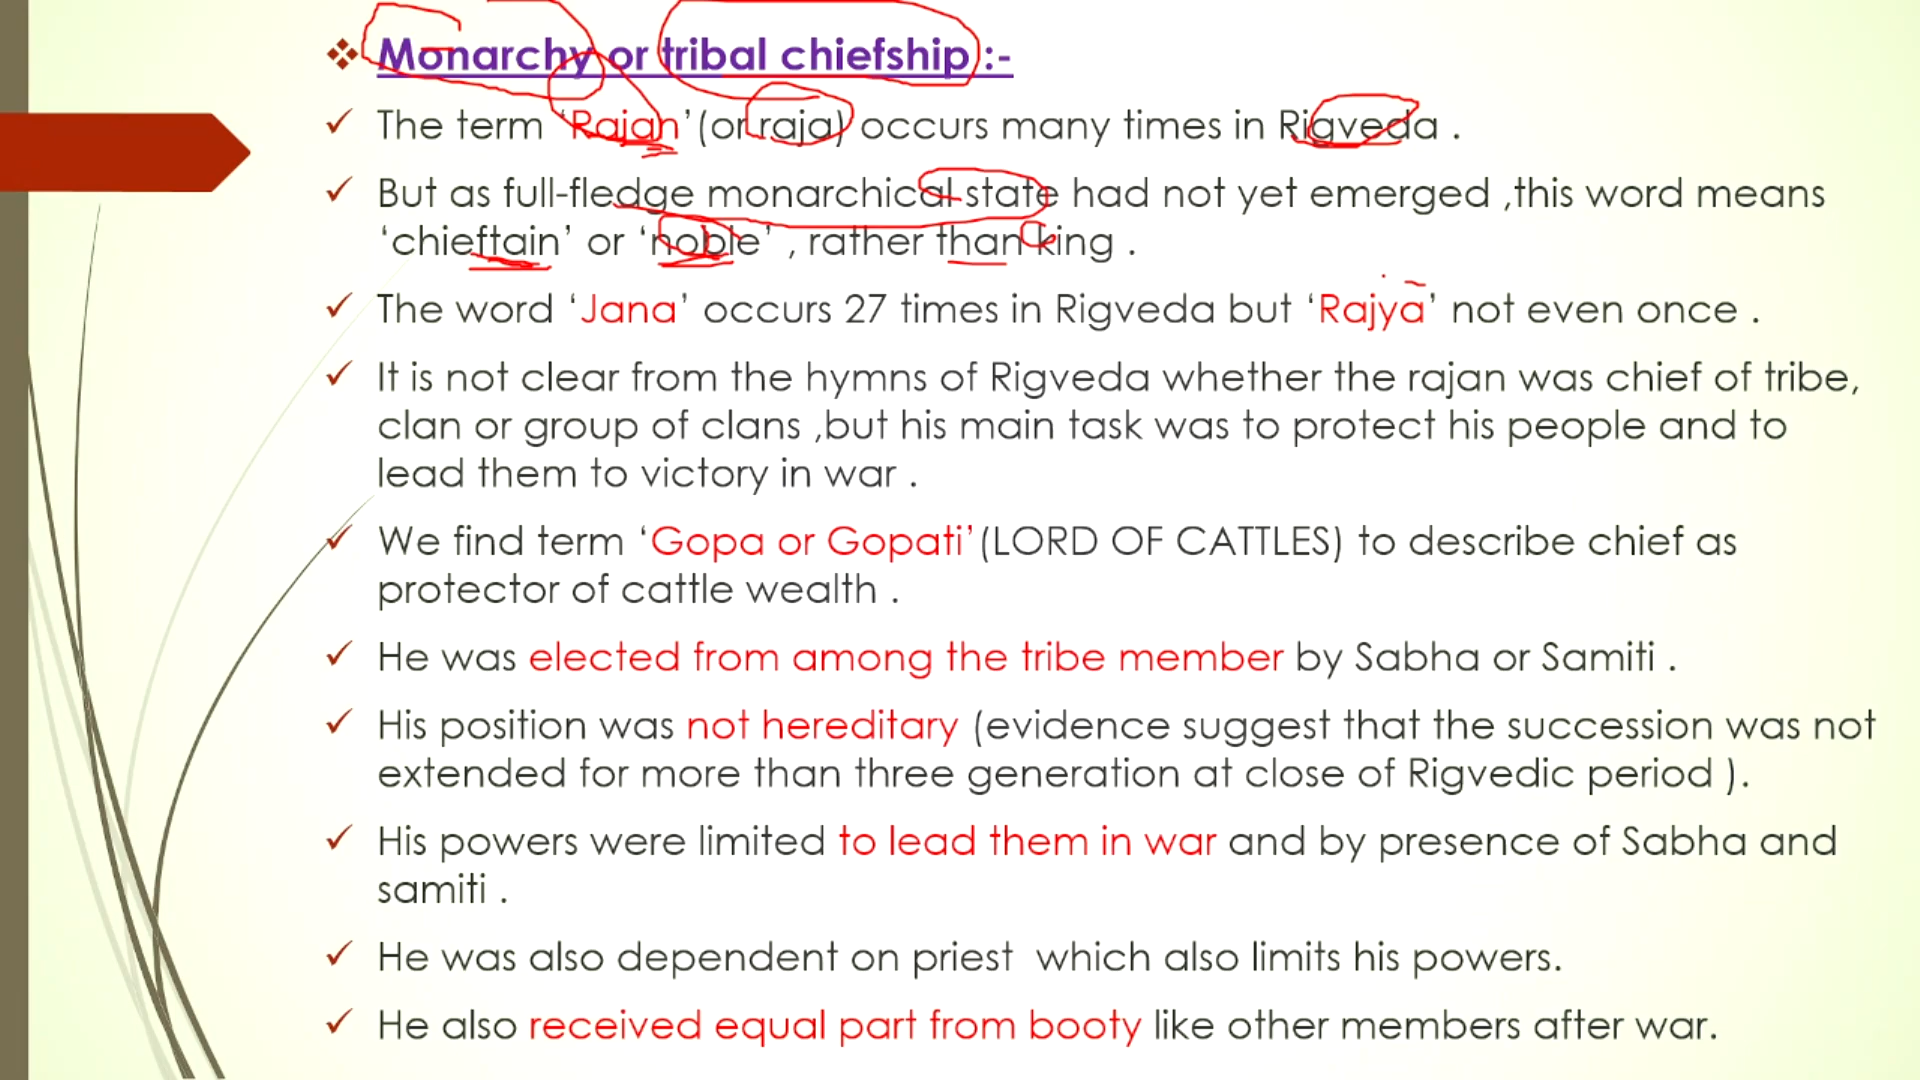 ❖ Monarchy or tribal chiefship :-
✓ The term ‘Rajan’(or raja) occurs many times in Rigveda .
✓ But as full-fledge monarchical state had not yet emerged ,this word means
‘chieftain’ or ‘noble’ , rather than king .
✓ The word ‘Jana’ occurs 27 times in Rigveda but ‘Rajya’ not even once .
✓ It is not clear from the hymns of Rigveda whether the rajan was chief of tribe,
clan or group of clans ,but his main task was to protect his people and to
lead them to victory in war .
✓ We find term ‘Gopa or Gopati’(LORD OF CATTLES) to describe chief as
protector of cattle wealth .
✓ He was elected from among the tribe member by Sabha or Samiti .
✓ His position was not hereditary (evidence suggest that the succession was not
extended for more than three generation at close of Rigvedic period ).
✓ His powers were limited to lead them in war and by presence of Sabha and
samiti .
✓ He was also dependent on priest which also limits his powers.
✓ He also received equal part from booty like other members after war.